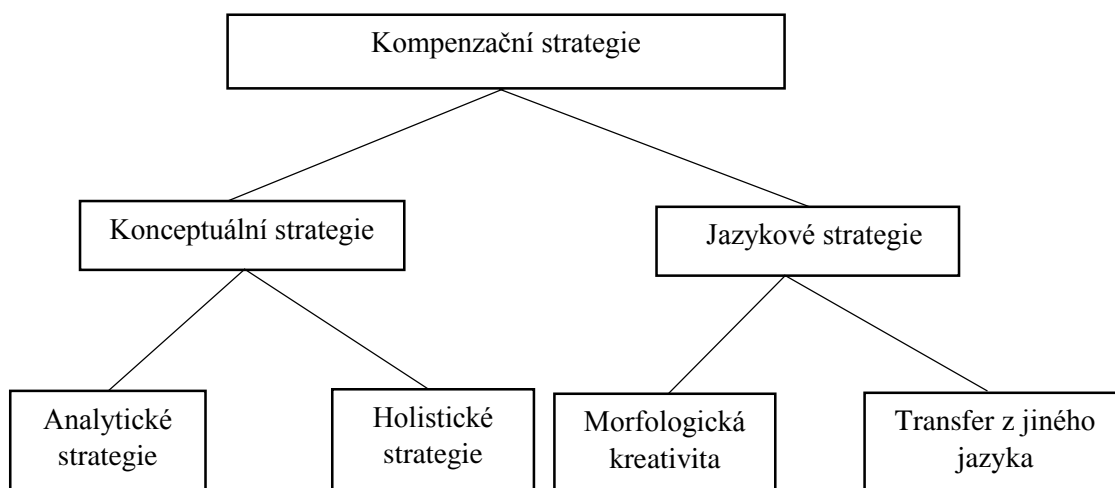 Kompenzační strategie
Konceptuální strategie
Jazykové strategie
Analytické
strategie
Holistické
strategie
Morfologická
kreativita
Transfer z jiného
jazyka